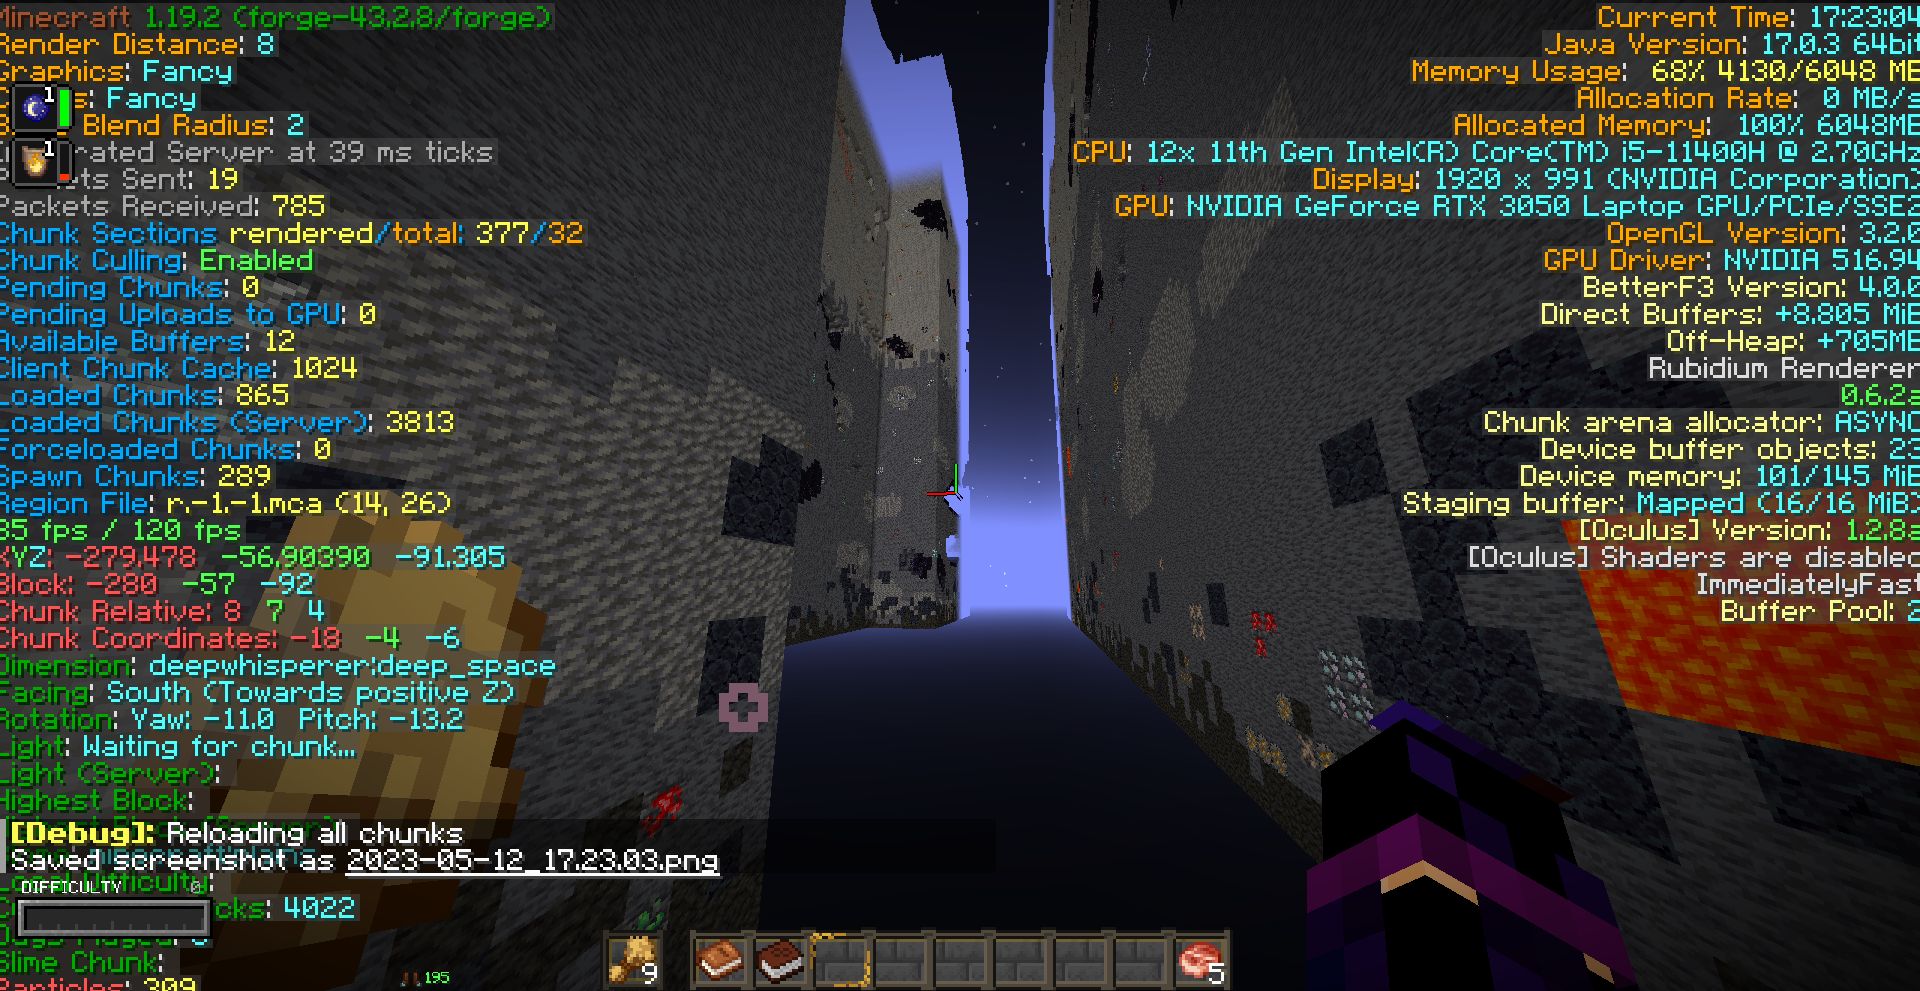 Minecraft 1.19.2 (forge-43.2.8/forge)
Render Distance: 8
Graphics: Fancy
Fancy
Blend Radius: 2
Server at 39 ms ticks
Sent: 19
Packets Received: 785
Chunk Sections rendered/total: 377/32
Chunk Culling: Enabled
Pending Chunks: 0
Pending Uploads to GPU: 0
Available Buffers: 12
Client Chunk Cache: 1024
Loaded Chunks: 865
Loaded Chunks (Server): 3813
Forceloaded Chunks: 0
Spawn Chunks: 289
Region File: r.-1.-1.mca (14, 26)
85 fps / 120 fps
XYZ: -279.478 -56.90390 -91.305
Block: -280 -57 -92
Chunk Relative: 8 7 4
Chunk Coordinates: -18 -4 -6
Dimension: deepwhisperer:deep_space
Facing: South (Towards positive Z)
Rotation: Yaw: -11.0 Pitch: -13.2
Light: Waiting for chunk...
Light (Server):
Highest Block:
[Debug]: Reloading all chunks
Saved screenshot as 2023-05-12_17.23.03.png
Difficulty:
DIFFICULTY 0
cks: 4022
Slime Chunk:
Particles: 309
1
1
195
9
5
Current Time: 17:23:04
Java Version: 17.0.3 64bit
Memory Usage: 68% 4130/6048 MB
Allocation Rate: 0 MB/s
Allocated Memory: 100% 6048MB
CPU: 12x 11th Gen Intel(R) Core(TM) i5-11400H @ 2.70GHz
Display: 1920 x 991 (NVIDIA Corporation)
GPU: NVIDIA GeForce RTX 3050 Laptop GPU/PCIe/SSE2
OpenGL Version: 3.2.0
GPU Driver: NVIDIA 516.94
BetterF3 Version: 4.0.0
Direct Buffers: +8.805 MiB
Off-Heap: +705MB
Rubidium Renderer
0.6.2a
Chunk arena allocator: ASYNC
Device buffer objects: 23
Device memory: 101/145 MiB
Staging buffer: Mapped (16/16 MiB)
[Oculus] Version: 1.2.8a
[Oculus] Shaders are disabled
ImmediatelyFast
Buffer Pool: 2